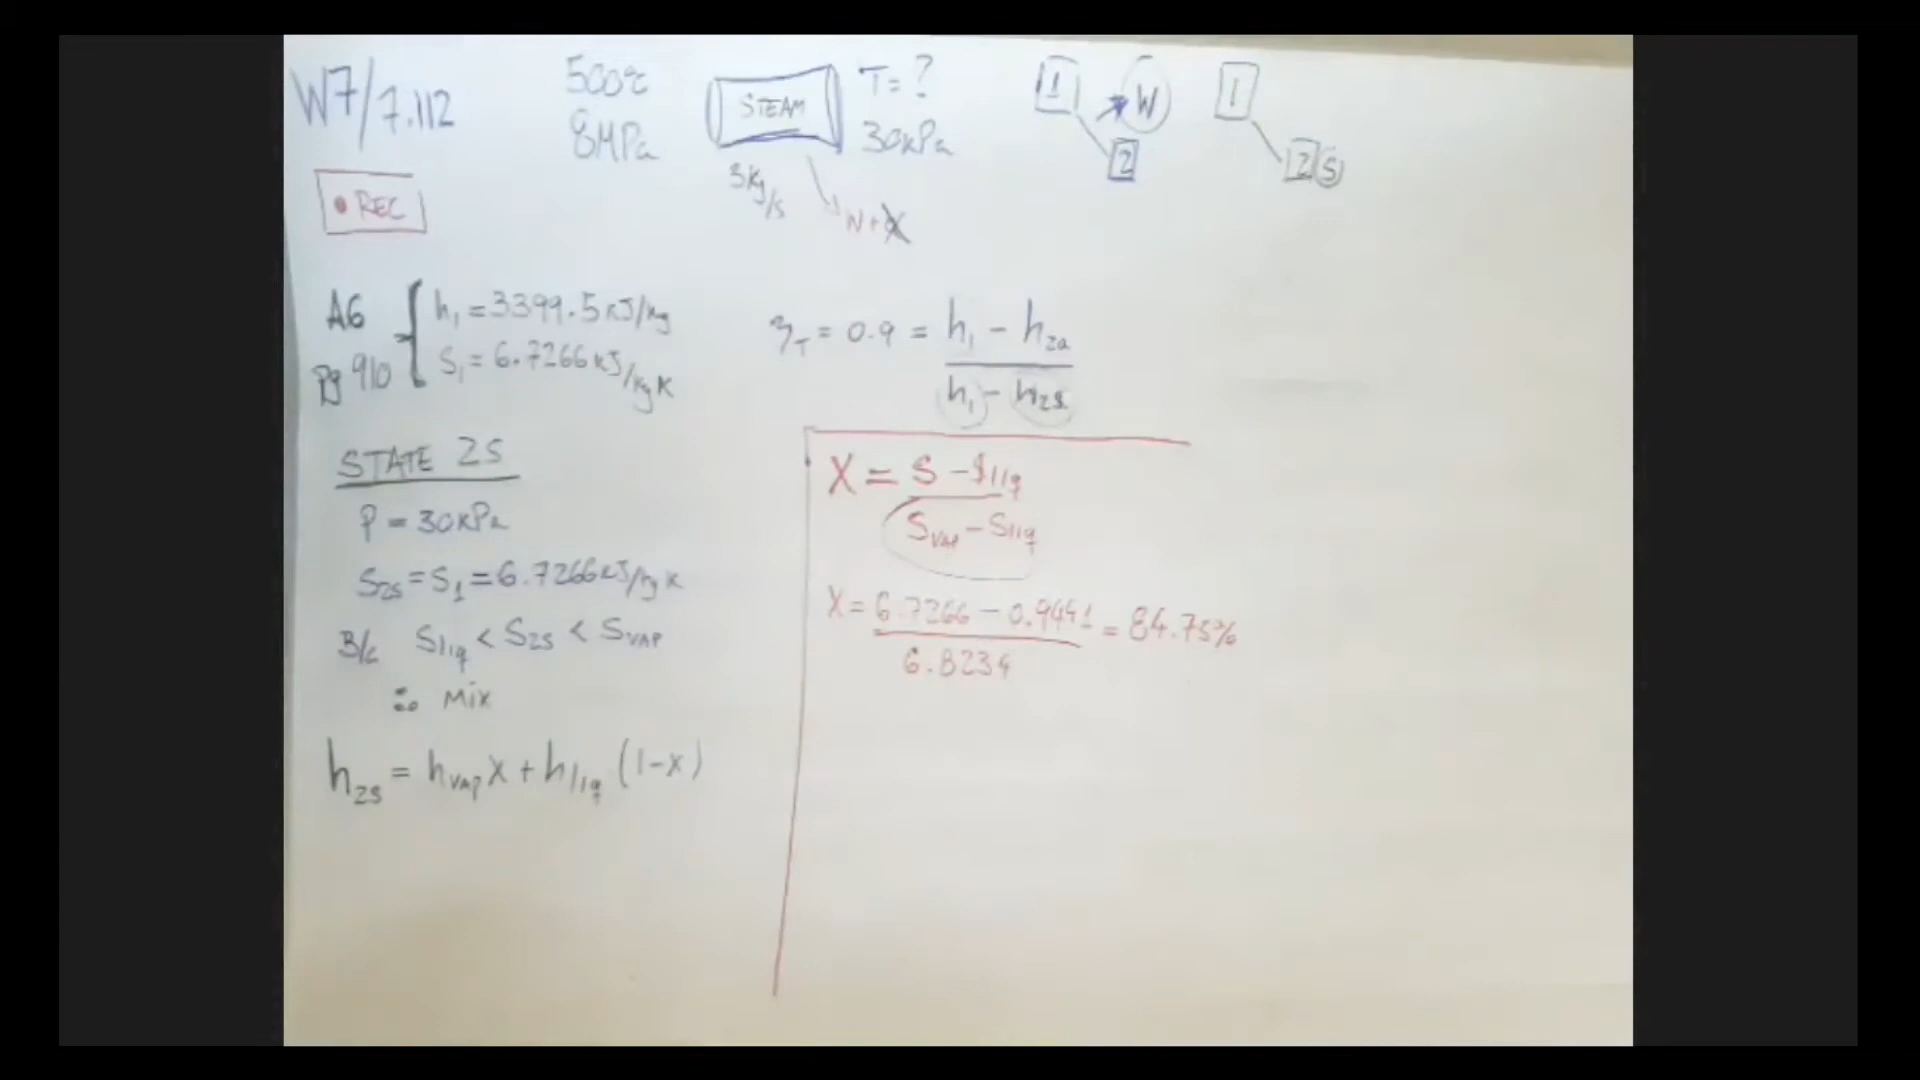 W7/7.112
500°C
8MPa
STEAM
T= ?
30kPa
3kg/s
W+
1
W
2
1
2 S
• REC
A6
Pg 910
h₁ = 3399.5 kJ/kg
S₁ = 6.7266 kJ/kg K
ηT = 0.9 = h₁ - h2a
h₁ - h2s
STATE 2S
P = 30kPa
S2s = S1 = 6.7266 kJ/kg K
B/c Sliq < S2S < SVAP
∴ Mix
h2s = hvap X + hliq (1-x)
X = S - Sliq
Svap - Sliq
X = 6.7266 - 0.9441 = 84.75%
6.8234